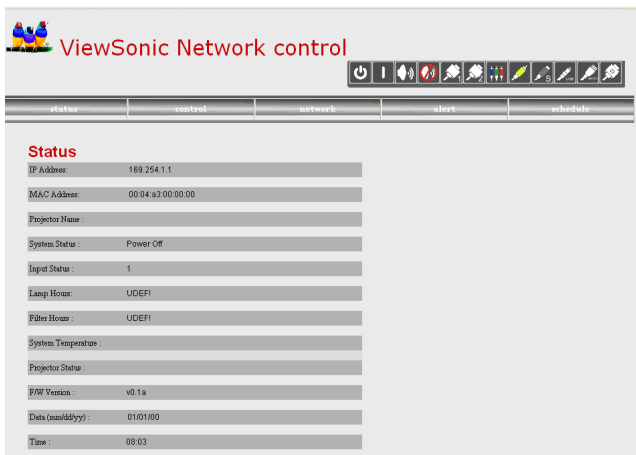 ViewSonic Network control
1 2 S
status control network alert schedule
Status
IP Address: 169.254.1.1
MAC Address: 00:04:a3:00:00:00
Projector Name :
System Status : Power Off
Input Status : 1
Lamp Hours: UDEF!
Filter Hours : UDEF!
System Temperature :
Projector Status :
F/W Version : v0.1a
Data (mm/dd/yy) : 01/01/00
Time : 08:03